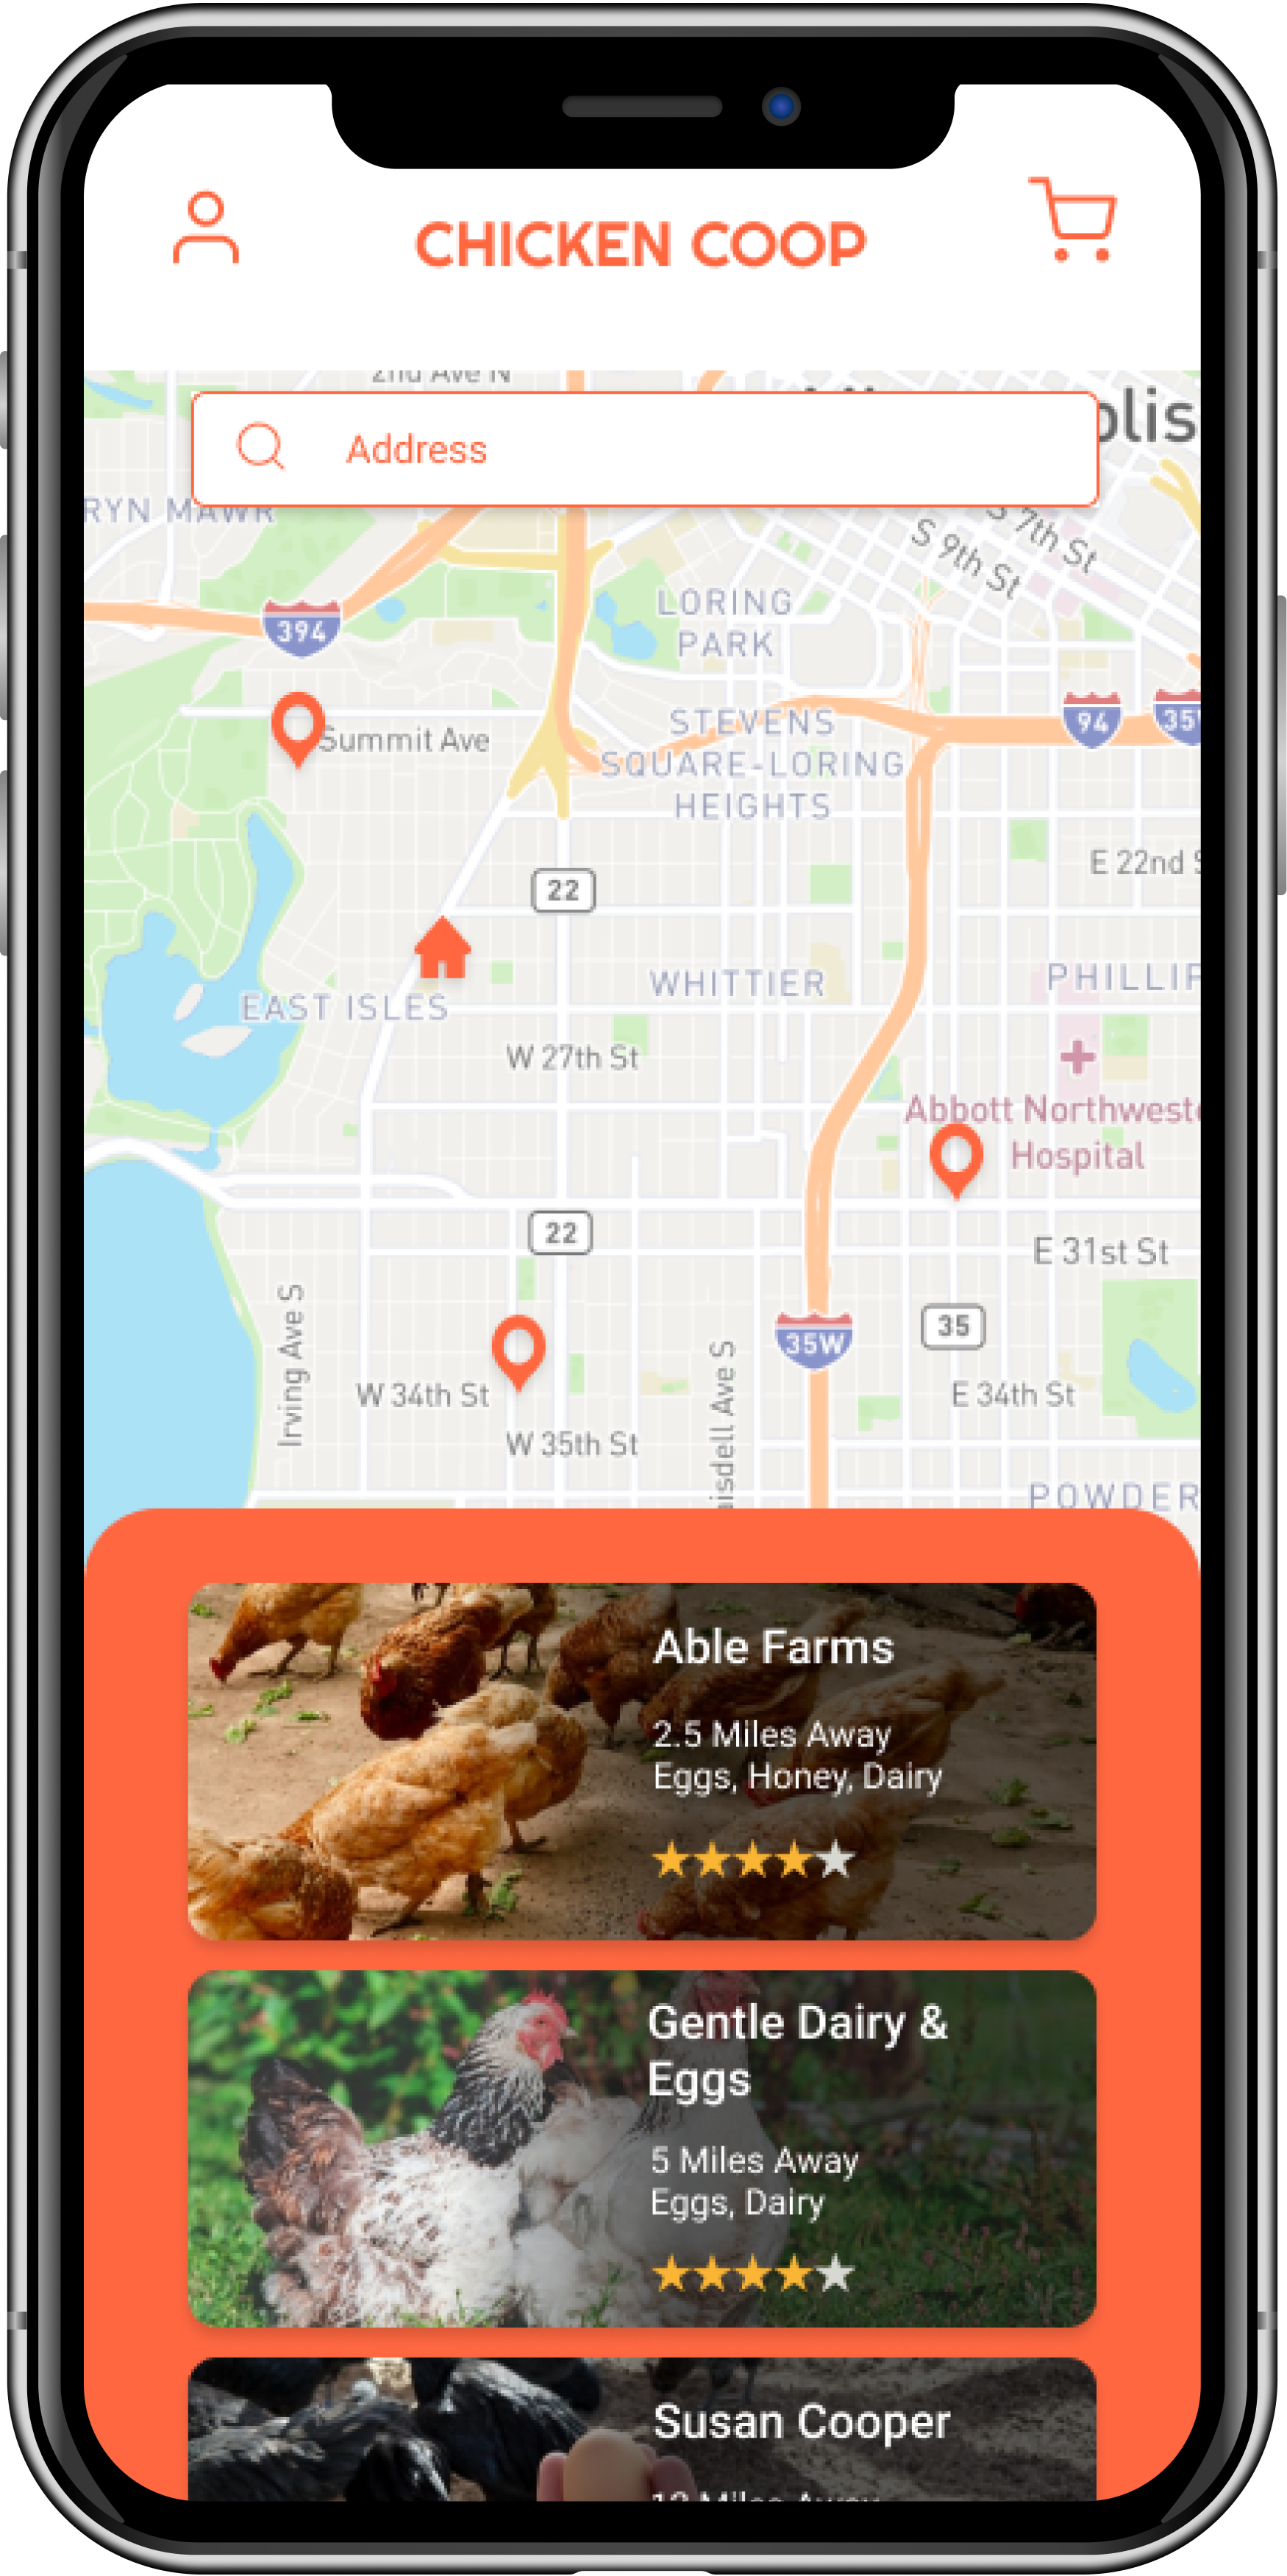 CHICKEN COOP
2nd Ave N
Address
olis
RYN MAWR
S 7th St
S 9th St
394
LORING
PARK
Summit Ave
STEVENS
SQUARE-LORING
HEIGHTS
94
35
E 22nd S
22
WHITTIER
PHILLIP
EAST ISLES
W 27th St
Abbott Northweste
Hospital
22
E 31st St
Irving Ave S
35
35W
W 34th St
E 34th St
aisdell Ave S
W 35th St
POWDER
Able Farms
2.5 Miles Away
Eggs, Honey, Dairy
Gentle Dairy &
Eggs
5 Miles Away
Eggs, Dairy
Susan Cooper
Miles Away